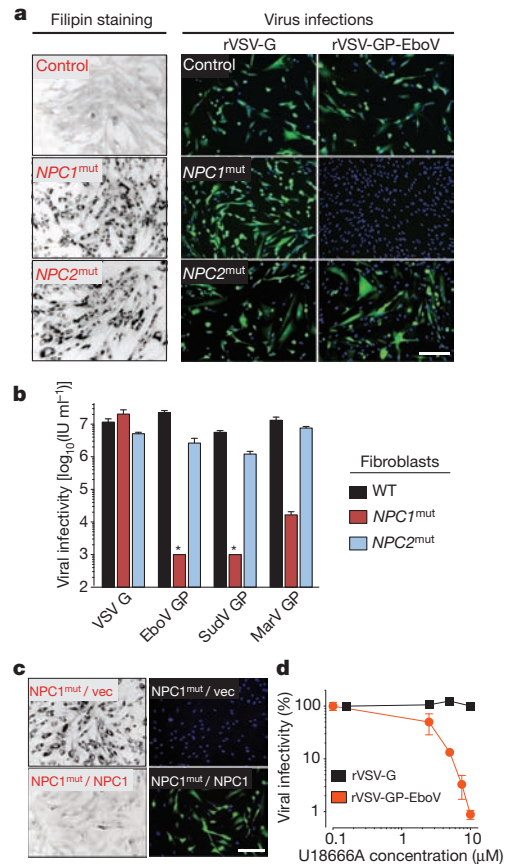 a
Filipin staining
Virus infections
rVSV-G
rVSV-GP-EboV
Control
Control
NPC1mut
NPC1mut
NPC2mut
NPC2mut
b
Viral infectivity [log10(IU ml−1)]
7
6
5
4
3
2
*
*
VSV G
EboV GP
SudV GP
MarV GP
Fibroblasts
WT
NPC1mut
NPC2mut
c
NPC1mut / vec
NPC1mut / vec
NPC1mut / NPC1
NPC1mut / NPC1
d
Viral infectivity (%)
100
10
1
rVSV-G
rVSV-GP-EboV
0.1
1
10
U18666A concentration (μM)